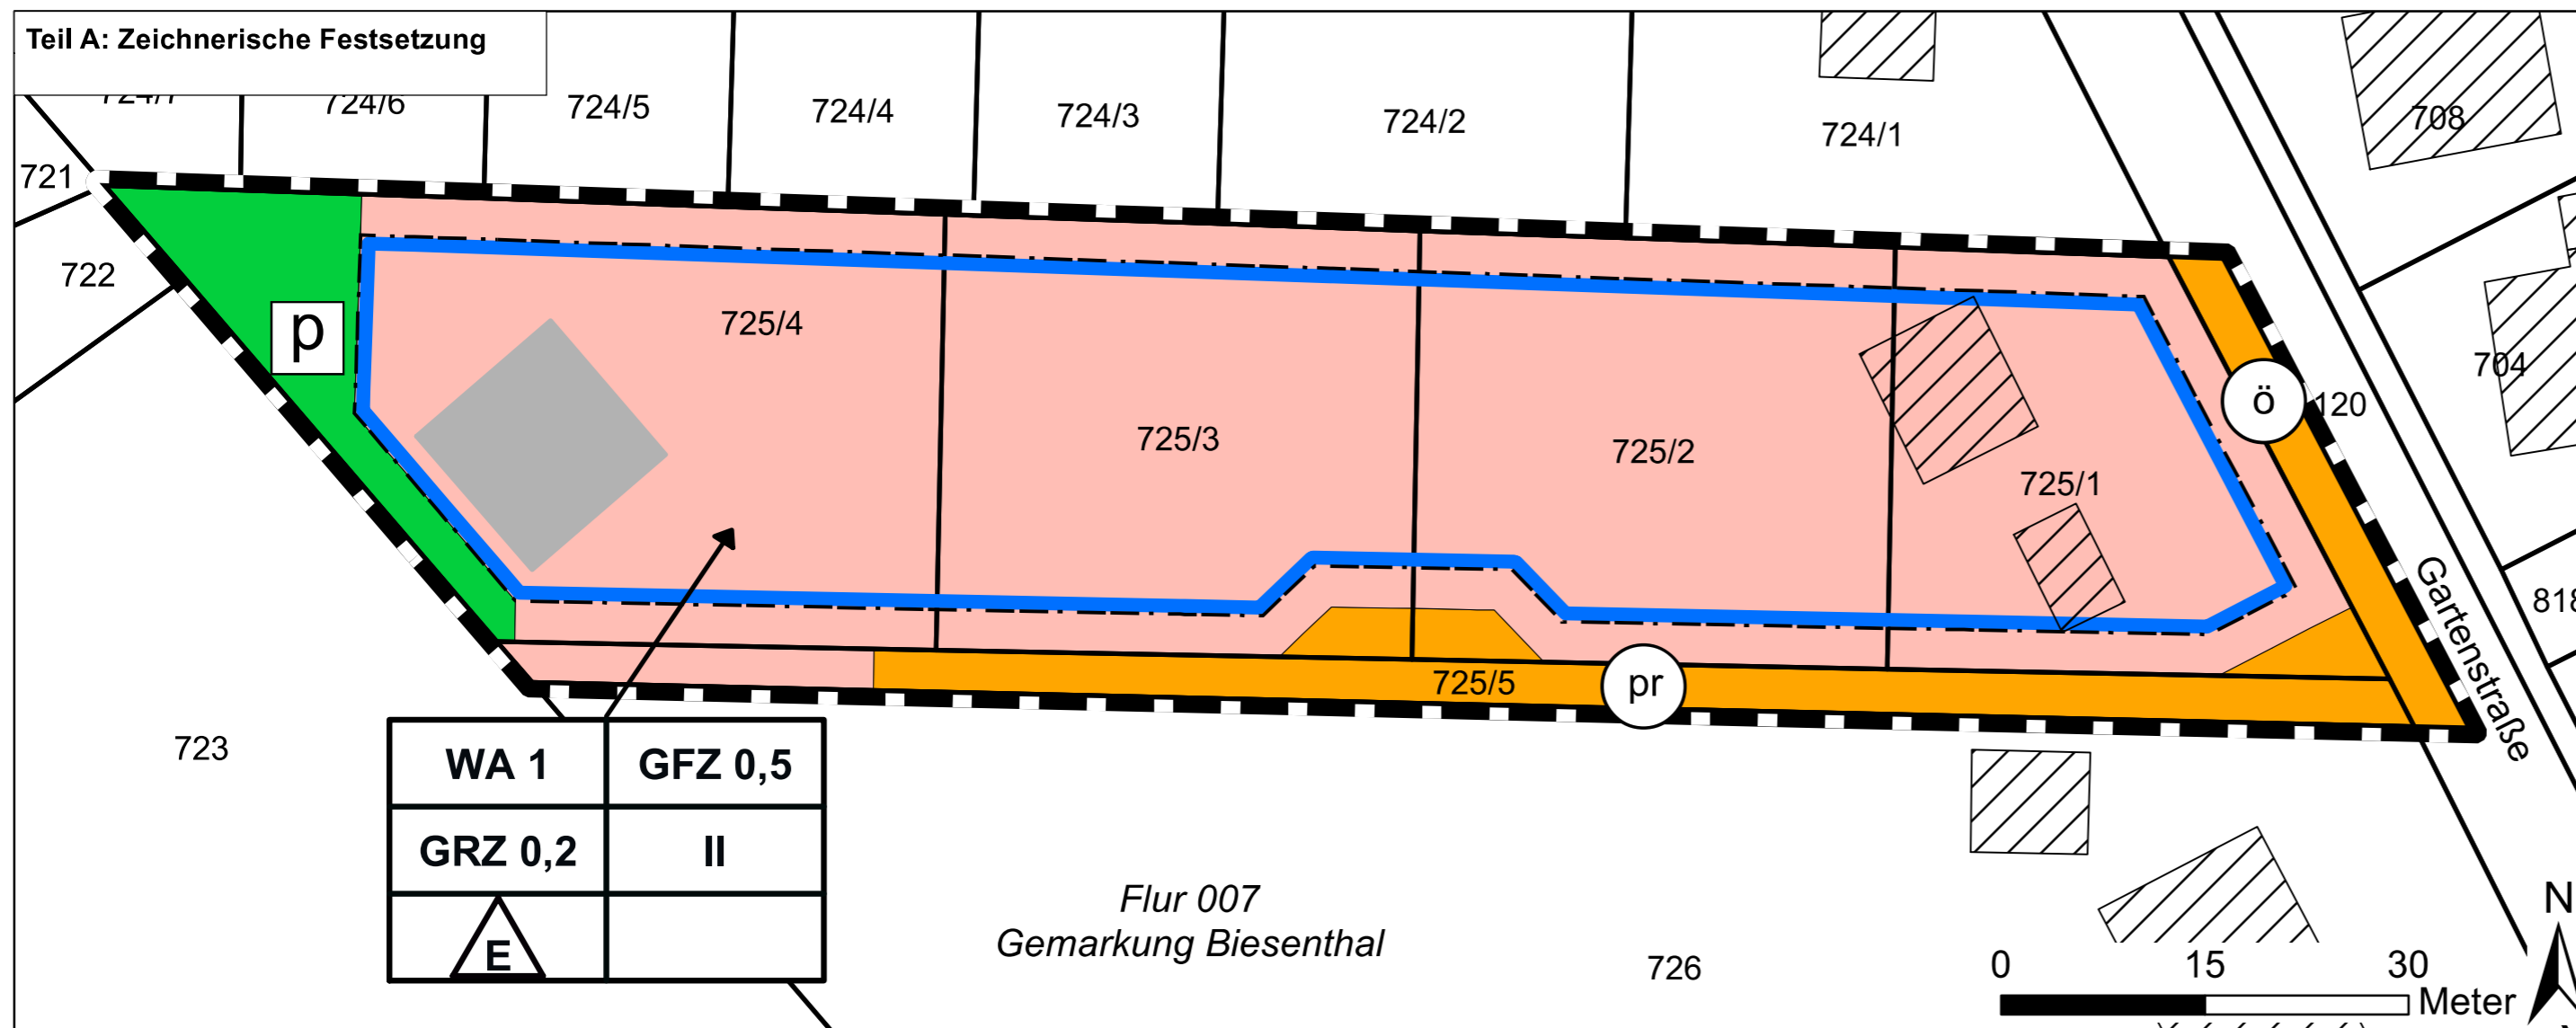 Teil A: Zeichnerische Festsetzung
724/6
724/5
724/4
724/3
724/2
724/1
708
721
722
p
725/4
725/3
725/2
725/1
ö
120
704
Gartenstraße
818
725/5
pr
723
WA 1
GFZ 0,5
GRZ 0,2
II
E
Flur 007
Gemarkung Biesenthal
726
0 15 30
Meter
N